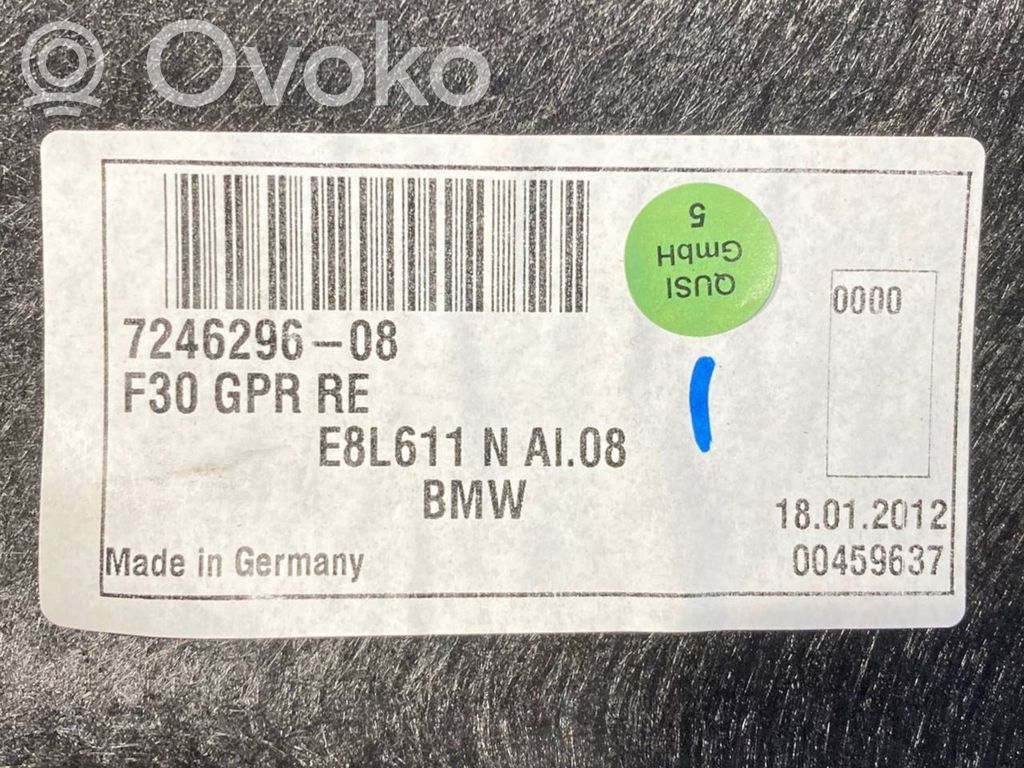 Ovoko
QUSI
GmbH
5
0000
7246296-08
F30 GPR RE
E8L611 N AI.08
BMW
18.01.2012
Made in Germany
00459637